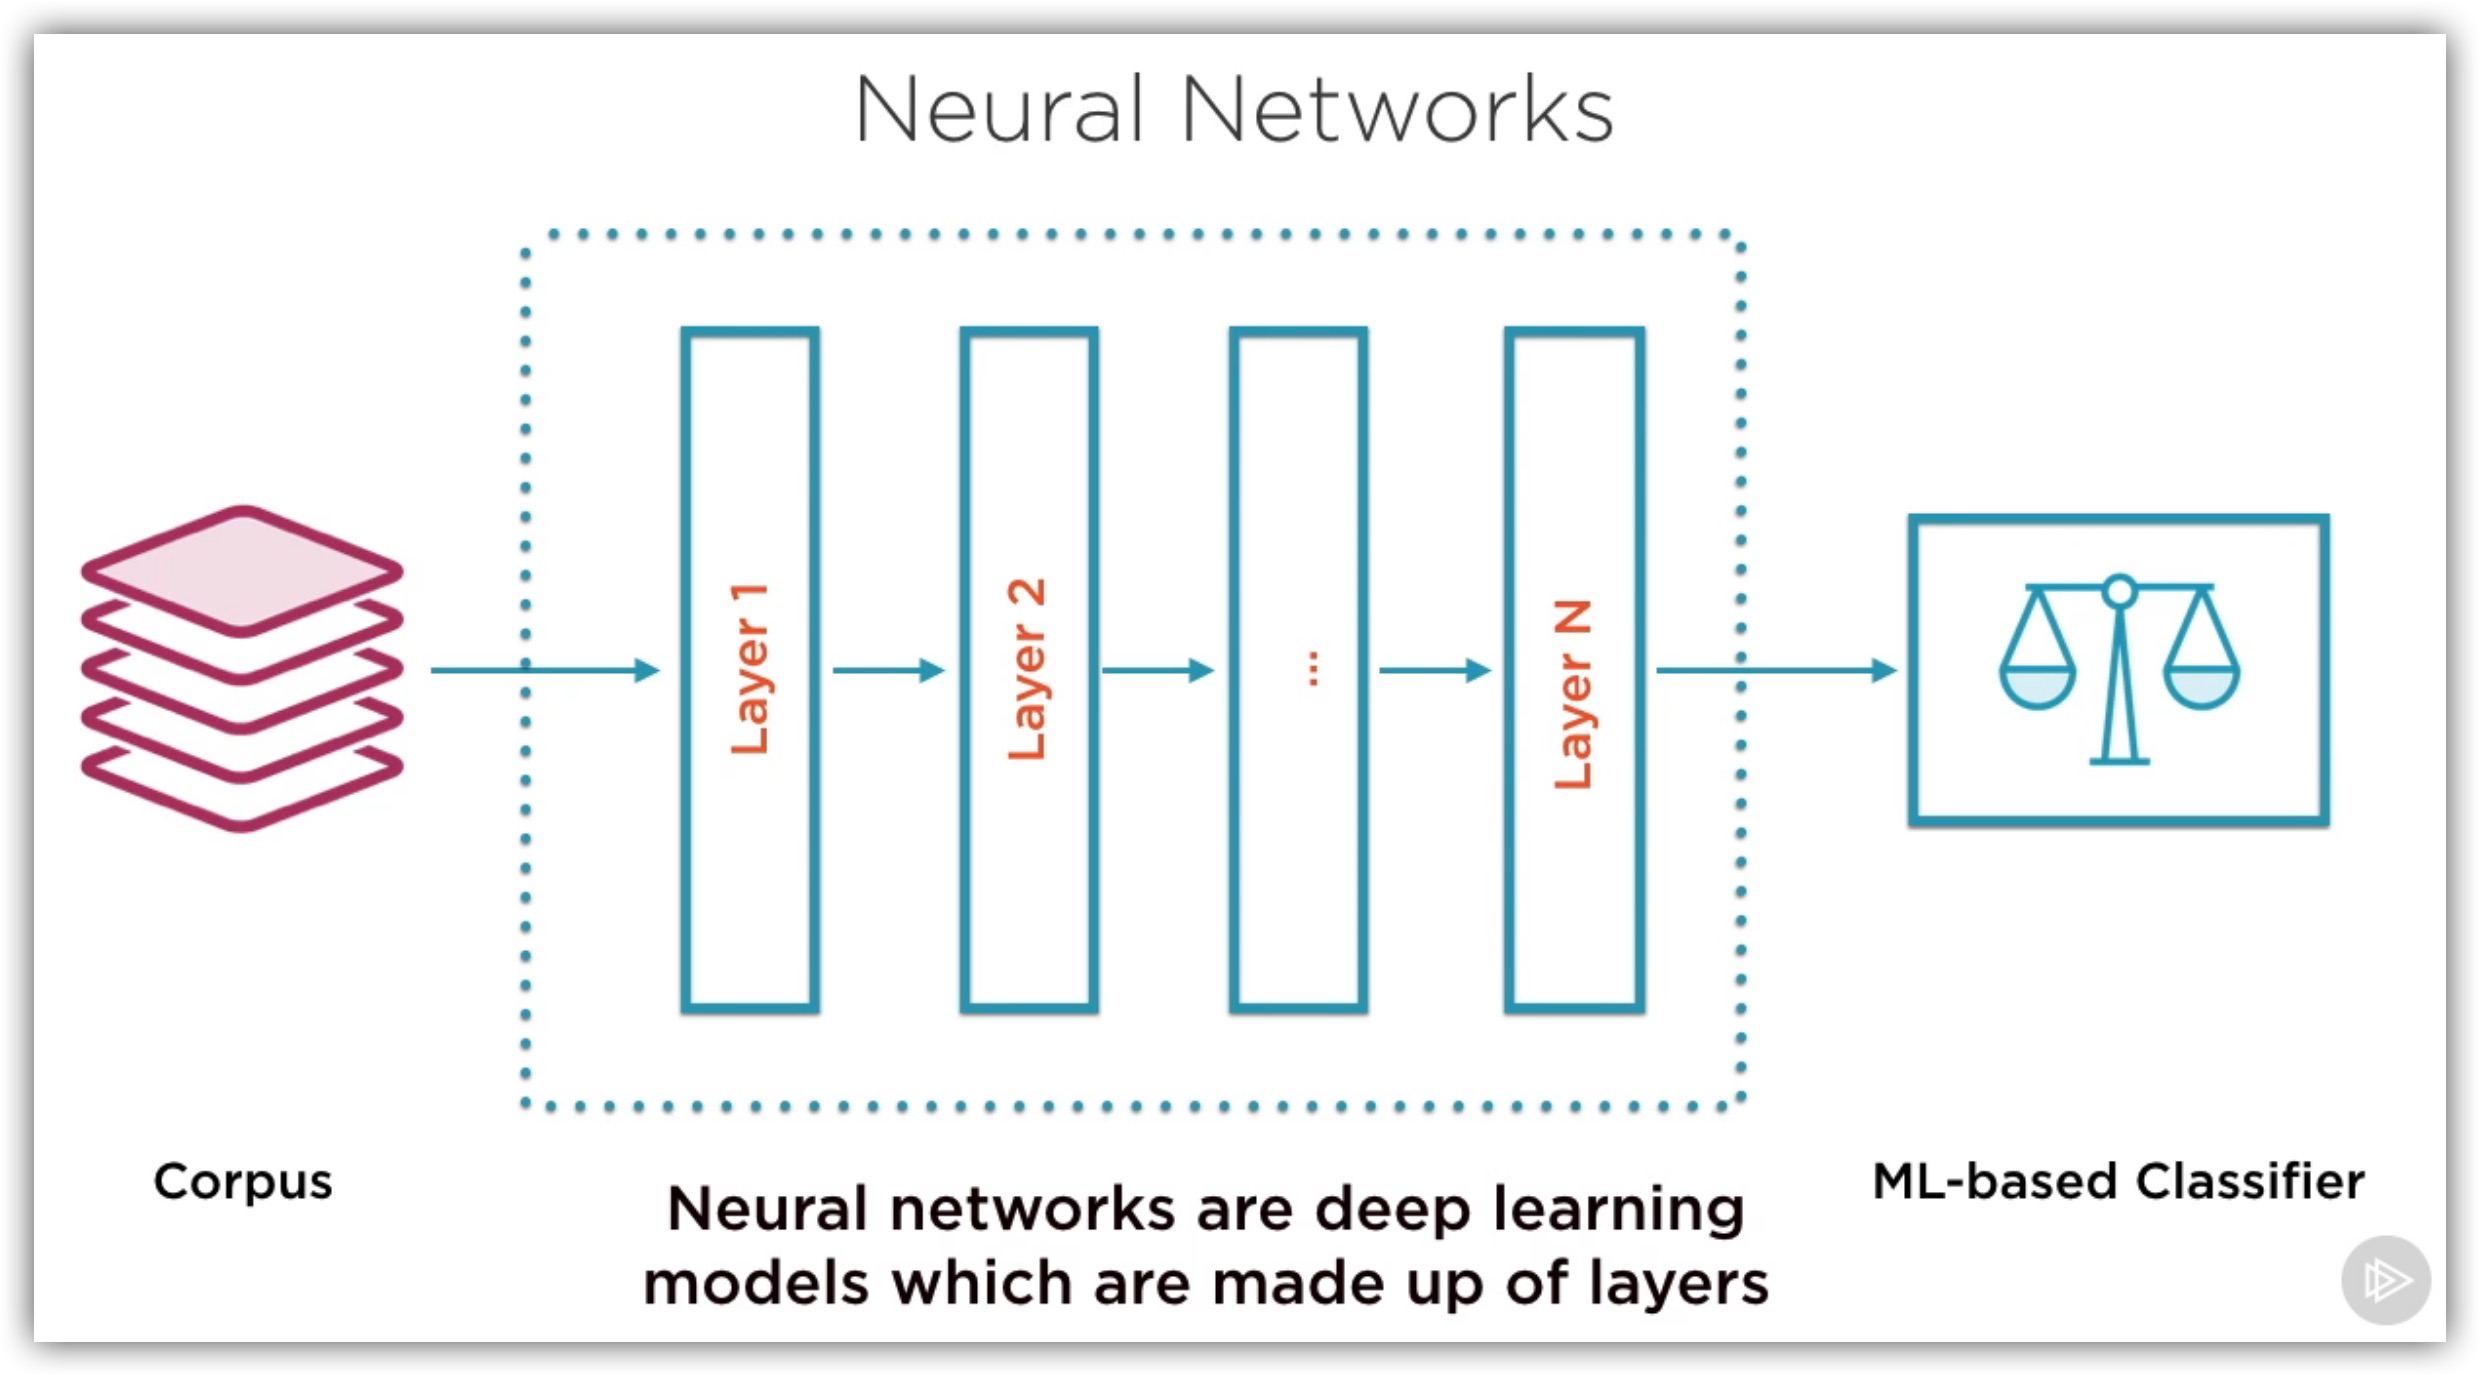 Neural Networks
Layer 1
Layer 2
...
Layer N
Corpus
ML-based Classifier
Neural networks are deep learning
models which are made up of layers